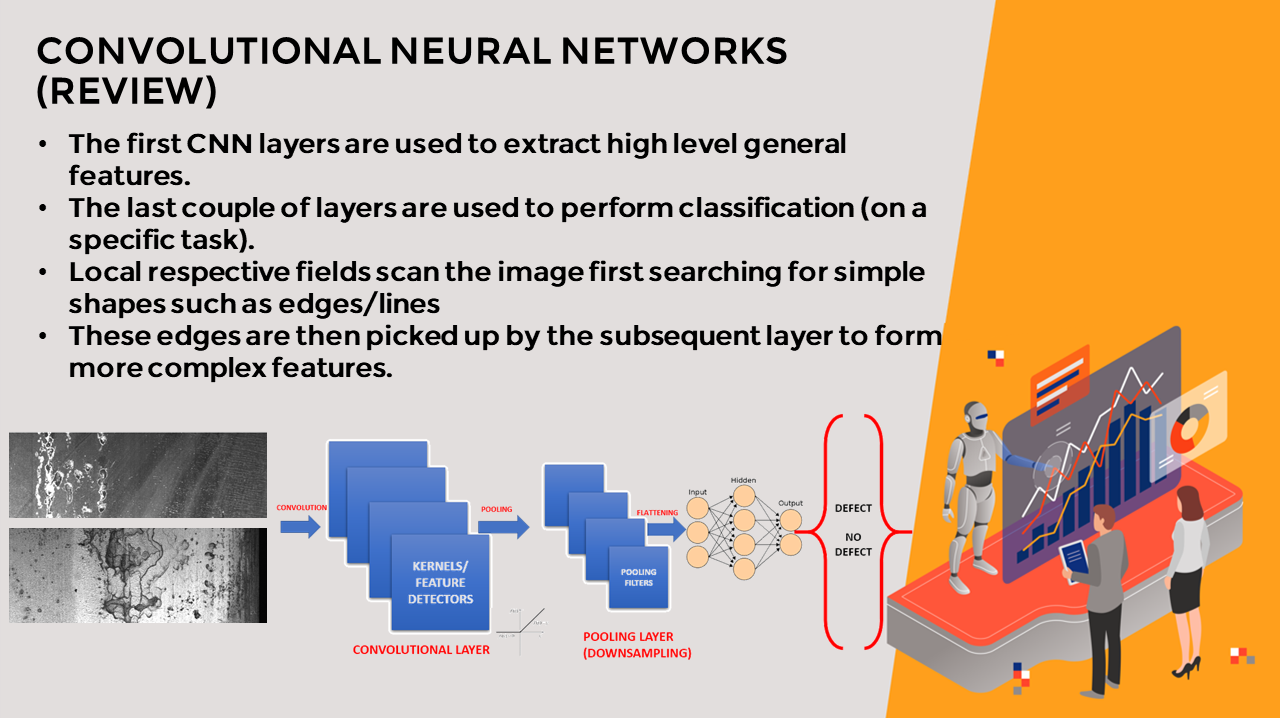 CONVOLUTIONAL NEURAL NETWORKS
(REVIEW)
• The first CNN layers are used to extract high level general
features.
• The last couple of layers are used to perform classification (on a
specific task).
• Local respective fields scan the image first searching for simple
shapes such as edges/lines
• These edges are then picked up by the subsequent layer to form
more complex features.
CONVOLUTION
KERNELS/
FEATURE
DETECTORS
CONVOLUTIONAL LAYER
POOLING
POOLING
FILTERS
POOLING LAYER
(DOWNSAMPLING)
FLATTENING
Input
Hidden
Output
DEFECT
NO
DEFECT